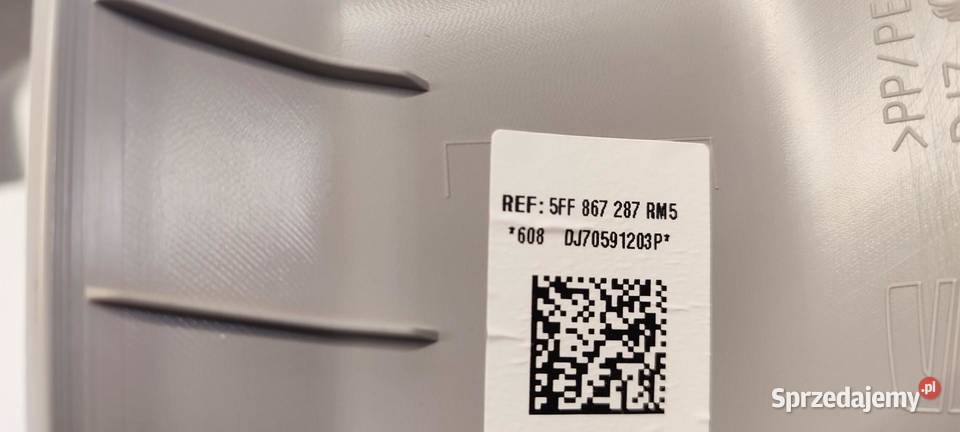 >PP/PE
REF: 5FF 867 287 RM5
*608 DJ70591203P*
Sprzedajemy.pl